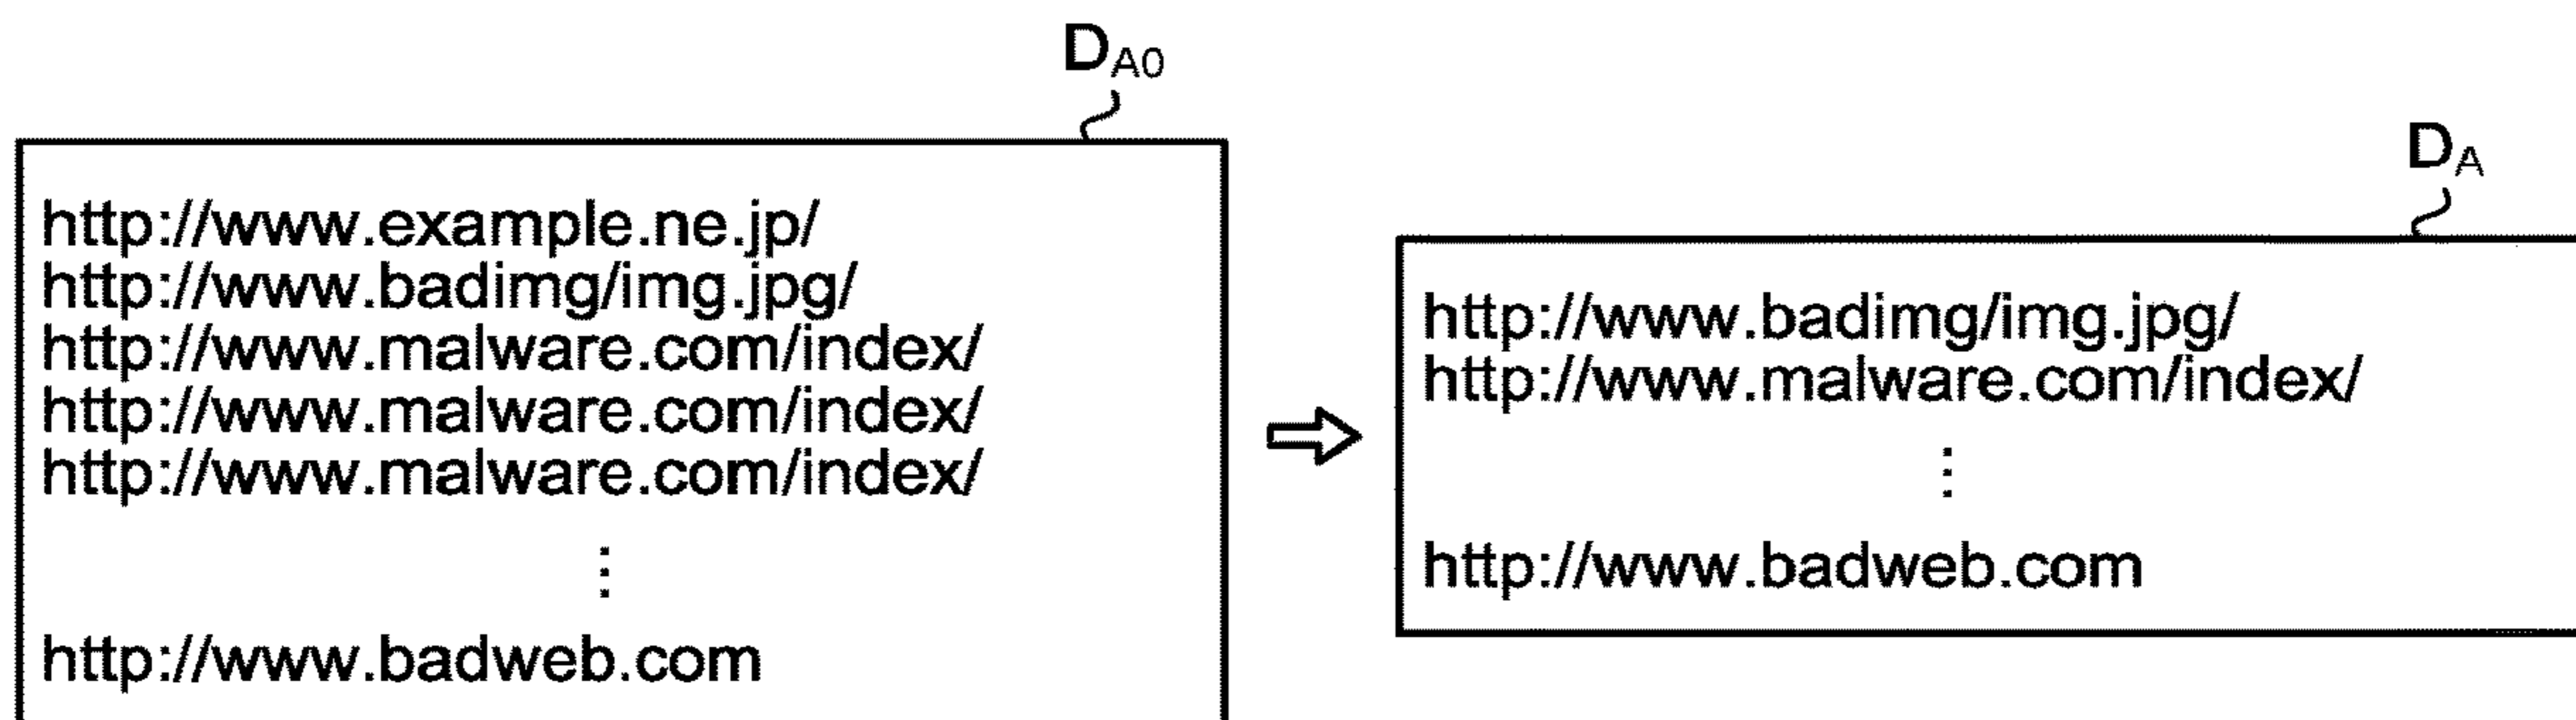 D_A0
http://www.example.ne.jp/
http://www.badimg/img.jpg/
http://www.malware.com/index/
http://www.malware.com/index/
http://www.malware.com/index/
⋮
http://www.badweb.com
D_A
http://www.badimg/img.jpg/
http://www.malware.com/index/
⋮
http://www.badweb.com